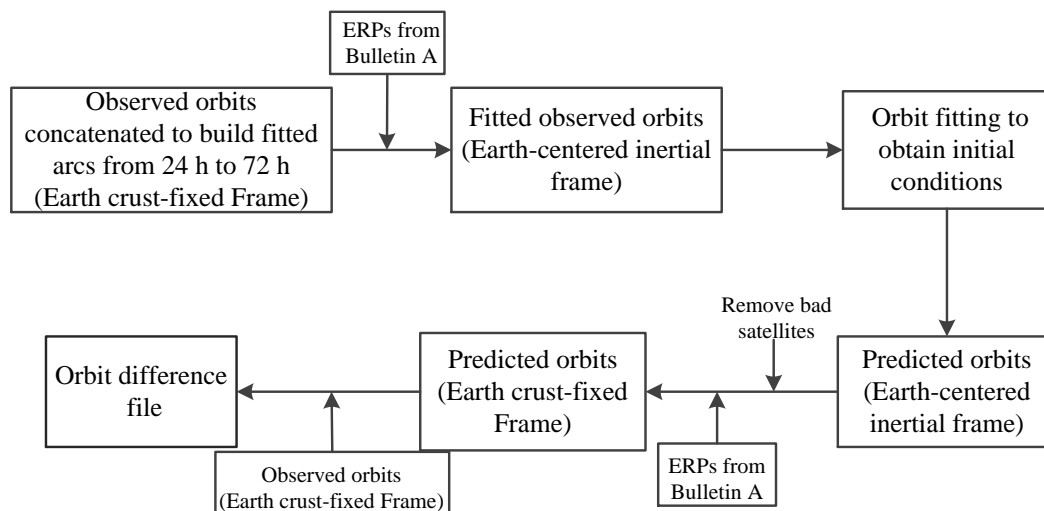 ERPs from
Bulletin A
Observed orbits
concatenated to build fitted
arcs from 24 h to 72 h
(Earth crust-fixed Frame)
Fitted observed orbits
(Earth-centered inertial
frame)
Orbit fitting to
obtain initial
conditions
Remove bad
satellites
Predicted orbits
(Earth-centered
inertial frame)
ERPs from
Bulletin A
Predicted orbits
(Earth crust-fixed
Frame)
Observed orbits
(Earth crust-fixed Frame)
Orbit difference
file